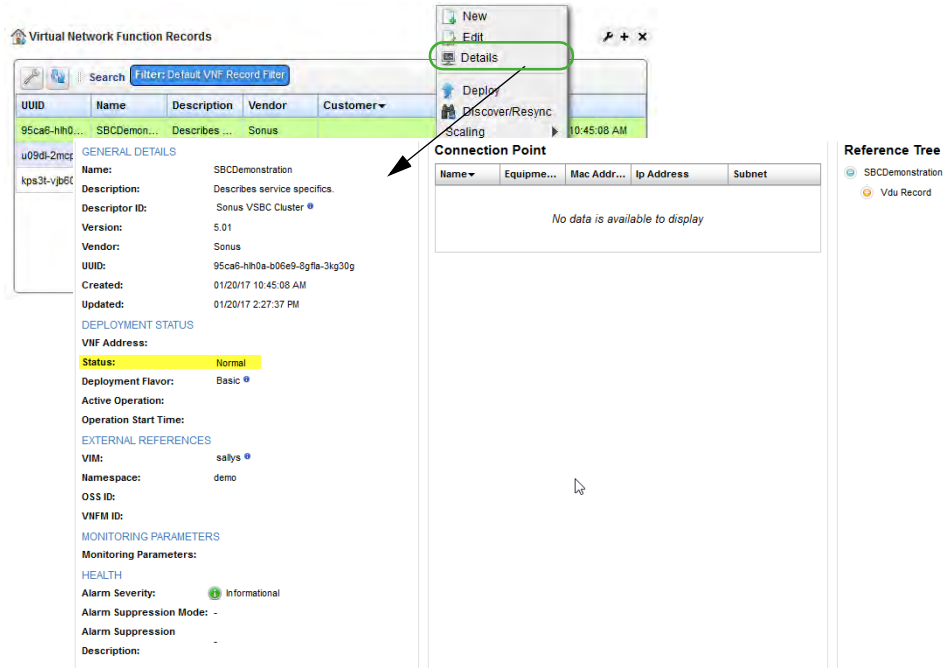 New
Virtual Network Function Records
Edit
Details
Search Filter: Default VNF Record Filter
Deploy
UUID Name Description Vendor Customer
Discover/Resync
95ca6-hlh0... SBCDemon... Describes ... Sonus 10:45:08 AM
Scaling
u09dl-2mcp
kps3t-vjb60
GENERAL DETAILS
Name: SBCDemonstration
Description: Describes service specifics.
Descriptor ID: Sonus VSBC Cluster
Version: 5.01
Vendor: Sonus
UUID: 95ca6-hlh0a-b06e9-8gfla-3kg30g
Created: 01/20/17 10:45:08 AM
Updated: 01/20/17 2:27:37 PM
DEPLOYMENT STATUS
VNF Address:
Status: Normal
Deployment Flavor: Basic
Active Operation:
Operation Start Time:
EXTERNAL REFERENCES
VIM: sallys
Namespace: demo
OSS ID:
VNFM ID:
MONITORING PARAMETERS
Monitoring Parameters:
HEALTH
Alarm Severity: Informational
Alarm Suppression Mode: -
Alarm Suppression
Description: -
Connection Point
Name Equipme... Mac Addr... Ip Address Subnet
No data is available to display
Reference Tree
SBCDemonstration
Vdu Record